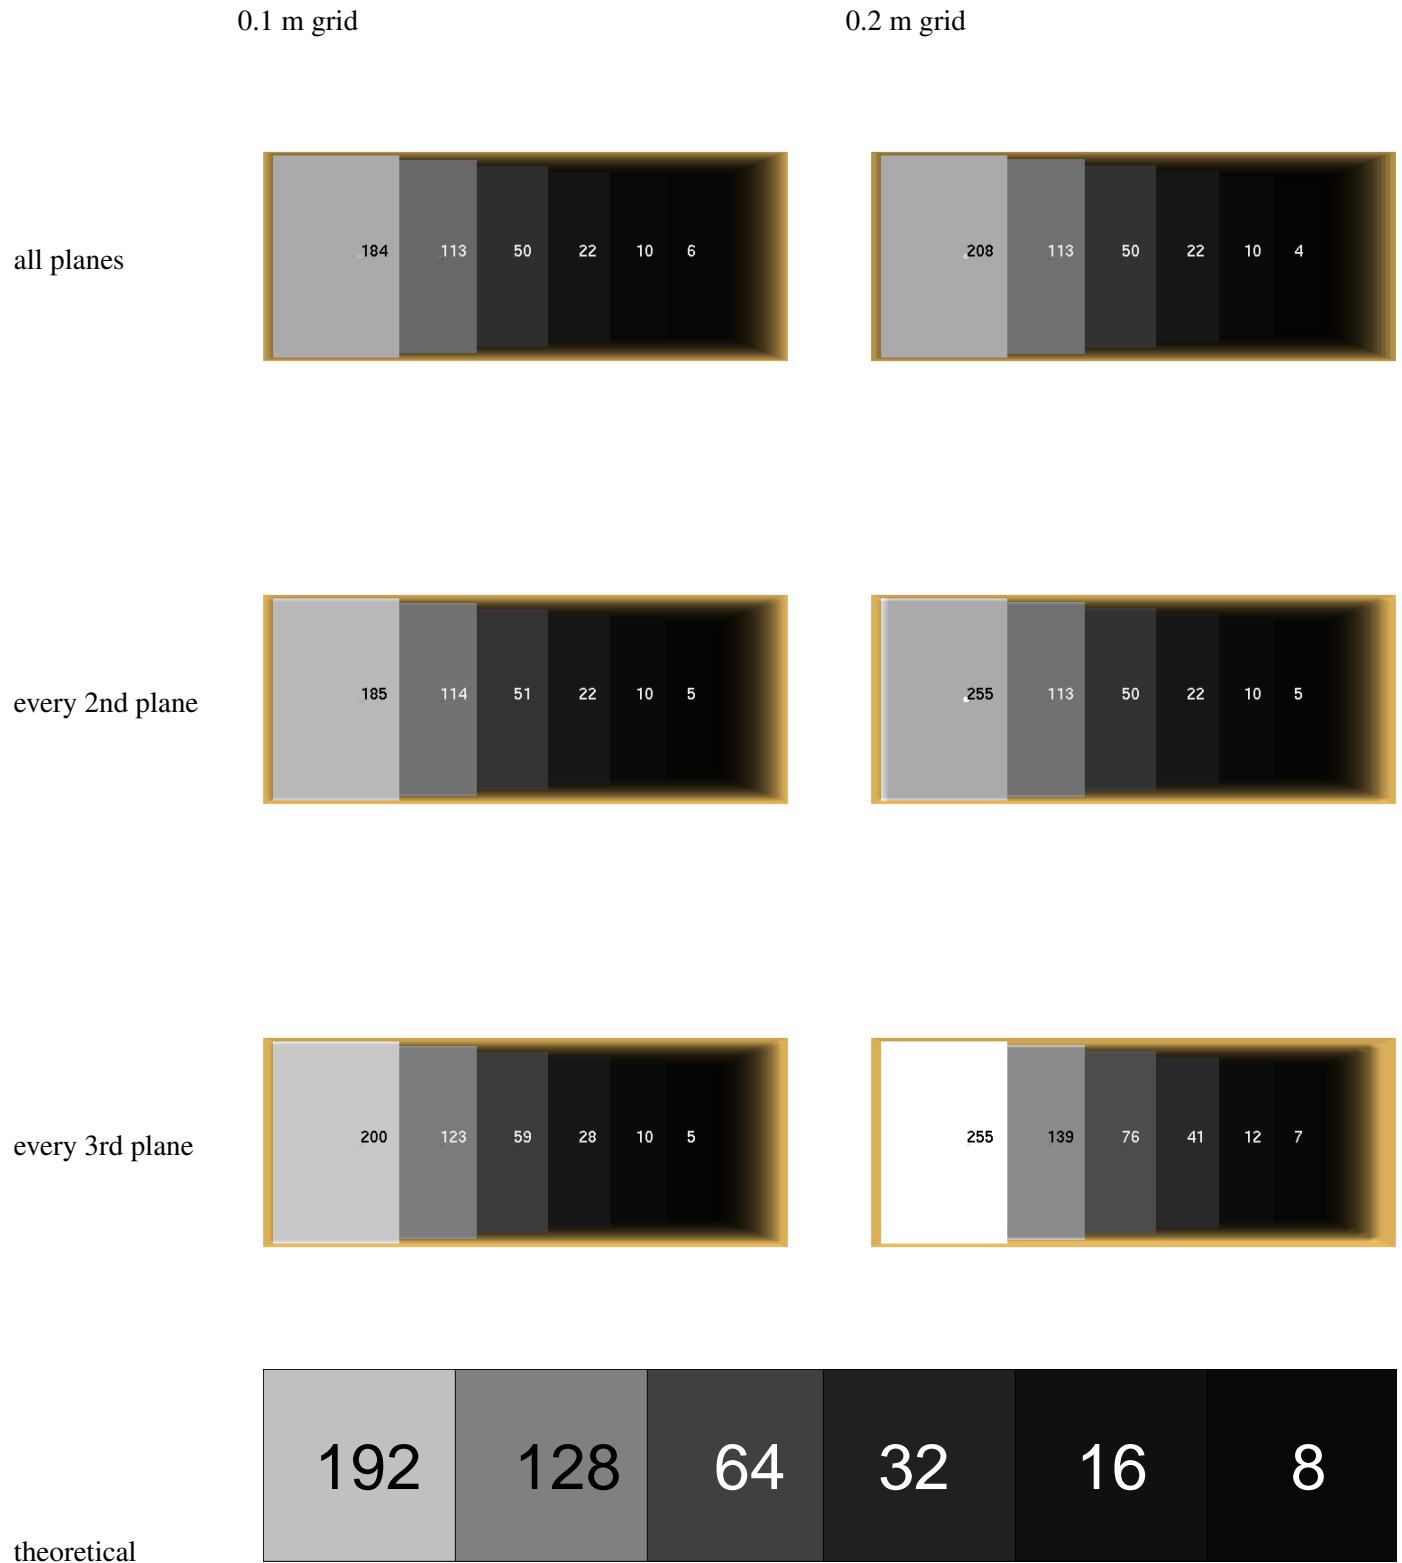 0.1 m grid 0.2 m grid
all planes 184 113 50 22 10 6 208 113 50 22 10 4
every 2nd plane 185 114 51 22 10 5 255 113 50 22 10 5
every 3rd plane 200 123 59 28 10 5 255 139 76 41 12 7
theoretical 192 128 64 32 16 8